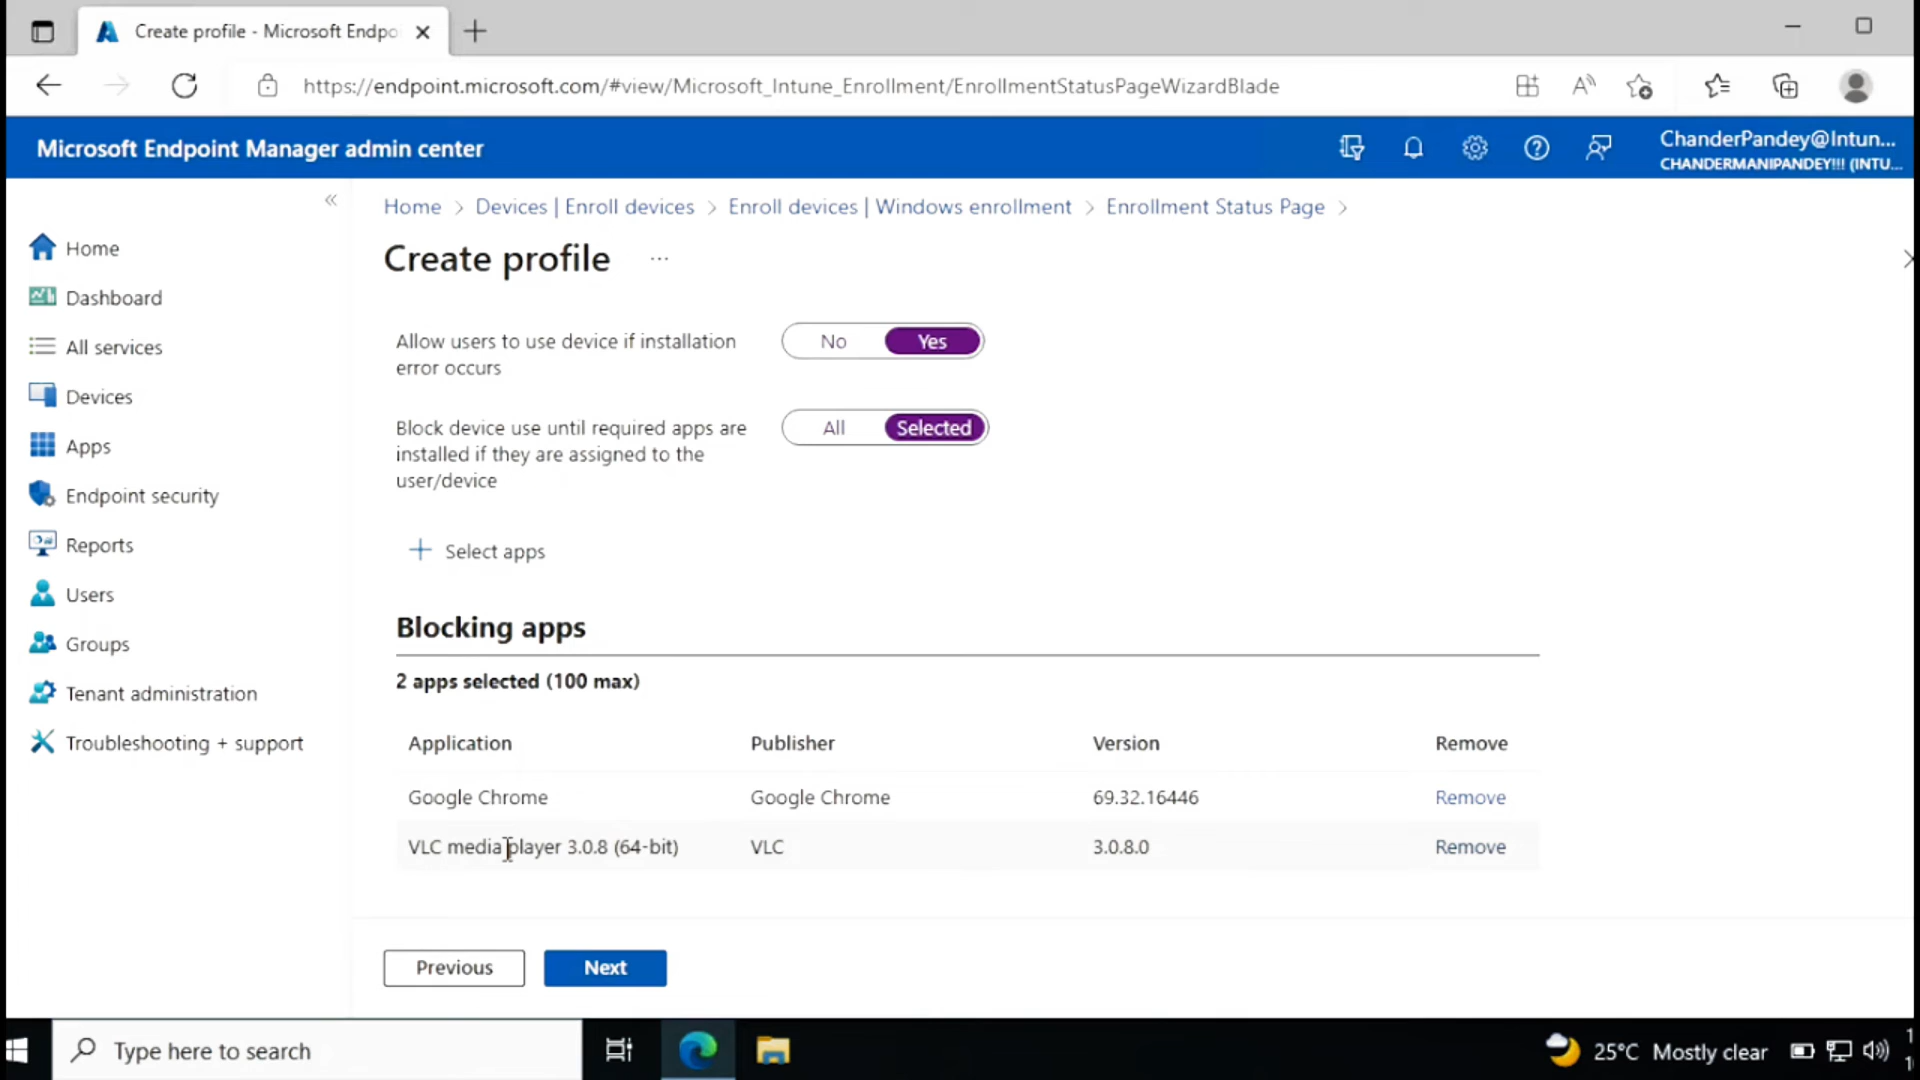 Create profile - Microsoft Endpo
https://endpoint.microsoft.com/#view/Microsoft_Intune_Enrollment/EnrollmentStatusPageWizardBlade
Microsoft Endpoint Manager admin center
ChanderPandey@Intun...
CHANDERMANIPANDEY!!! (INTU...
«
Home
Dashboard
All services
Devices
Apps
Endpoint security
Reports
Users
Groups
Tenant administration
Troubleshooting + support
Home > Devices | Enroll devices > Enroll devices | Windows enrollment > Enrollment Status Page >
Create profile ...
Allow users to use device if installation
error occurs
No Yes
Block device use until required apps are
installed if they are assigned to the
user/device
All Selected
+ Select apps
Blocking apps
2 apps selected (100 max)
Application Publisher Version Remove
Google Chrome Google Chrome 69.32.16446 Remove
VLC media player 3.0.8 (64-bit) VLC 3.0.8.0 Remove
Previous Next
Type here to search
25°C Mostly clear